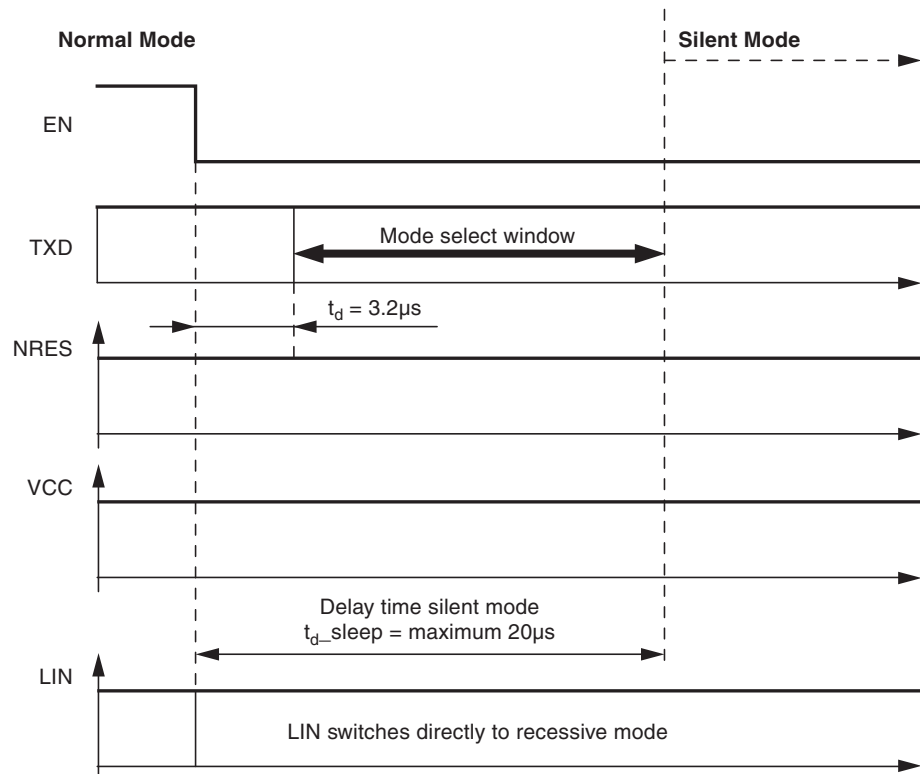 Normal Mode
Silent Mode
EN
TXD
Mode select window
t_d = 3.2µs
NRES
VCC
Delay time silent mode
t_d_sleep = maximum 20µs
LIN
LIN switches directly to recessive mode